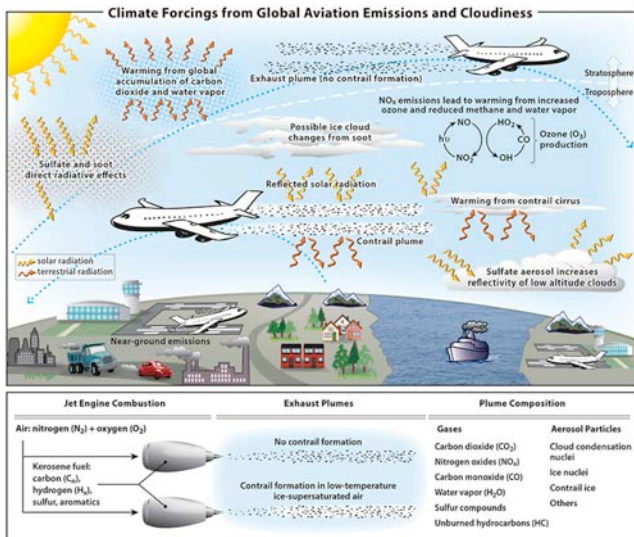 Climate Forcings from Global Aviation Emissions and Cloudiness
Warming from global
accumulation of carbon
dioxide and water vapor
Exhaust plume (no contrail formation)
Stratosphere
Troposphere
NOx emissions lead to warming from increased
ozone and reduced methane and water vapor
Possible ice cloud
changes from soot
NO
HO2
hυ
CO
NO2
OH
Ozone (O3)
production
Sulfate and soot
direct radiative effects
Reflected solar radiation
Warming from contrail cirrus
Contrail plume
solar radiation
terrestrial radiation
Sulfate aerosol increases
reflectivity of low altitude clouds
Near-ground emissions
Jet Engine Combustion
Air: nitrogen (N2) + oxygen (O2)
Kerosene fuel:
carbon (Cn),
hydrogen (Hn),
sulfur, aromatics
Exhaust Plumes
No contrail formation
Contrail formation in low-temperature
ice-supersaturated air
Plume Composition
Gases
Carbon dioxide (CO2)
Nitrogen oxides (NOx)
Carbon monoxide (CO)
Water vapor (H2O)
Sulfur compounds
Unburned hydrocarbons (HC)
Aerosol Particles
Cloud condensation
nuclei
Ice nuclei
Contrail ice
Others